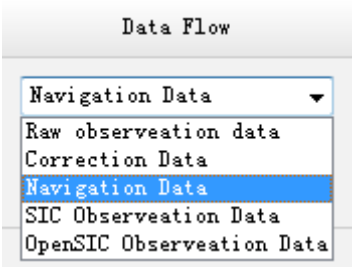 Data Flow
Navigation Data
Raw observeation data
Correction Data
Navigation Data
SIC Observeation Data
OpenSIC Observeation Data